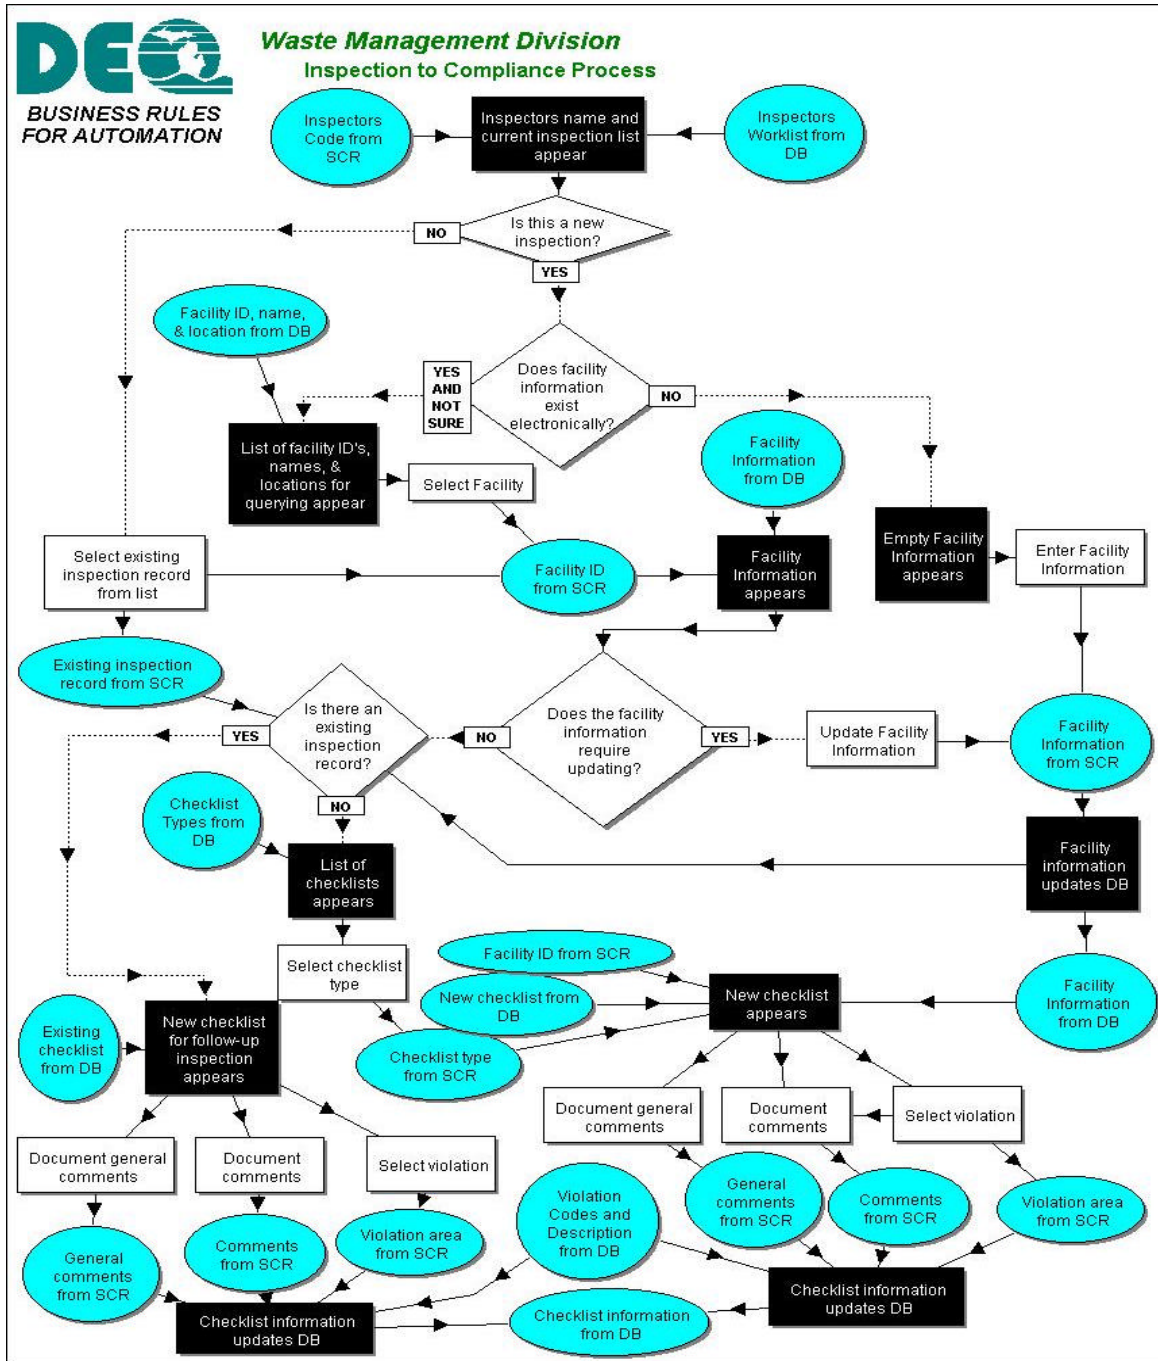 DEQ
BUSINESS RULES
FOR AUTOMATION
Waste Management Division
Inspection to Compliance Process
Inspectors
Code from
SCR
Inspectors name and
current inspection list
appear
Inspectors
Worklist from
DB
Is this a new
inspection?
NO
YES
Facility ID, name,
& location from DB
Does facility
information
exist
electronically?
YES
AND
NOT
SURE
NO
List of facility ID's,
names, &
locations for
querying appear
Select Facility
Facility
Information
from DB
Select existing
inspection record
from list
Facility ID
from SCR
Facility
Information
appears
Empty Facility
Information
appears
Enter Facility
Information
Existing inspection
record from SCR
Is there an
existing
inspection
record?
YES
NO
Does the facility
information
require
updating?
NO
YES
Update Facility
Information
Facility
Information
from SCR
Checklist
Types from
DB
List of
checklists
appears
Facility
information
updates DB
Select checklist
type
Facility ID from SCR
New checklist from
DB
Checklist type
from SCR
New checklist
appears
Facility
Information
from DB
Existing
checklist
from DB
New checklist
for follow-up
inspection
appears
Document general
comments
Document
comments
Select violation
Document general
comments
Document
comments
Select violation
General
comments
from SCR
Comments
from SCR
Violation area
from SCR
Violation
Codes and
Description
from DB
General
comments
from SCR
Comments
from SCR
Violation area
from SCR
Checklist information
updates DB
Checklist information
from DB
Checklist information
updates DB